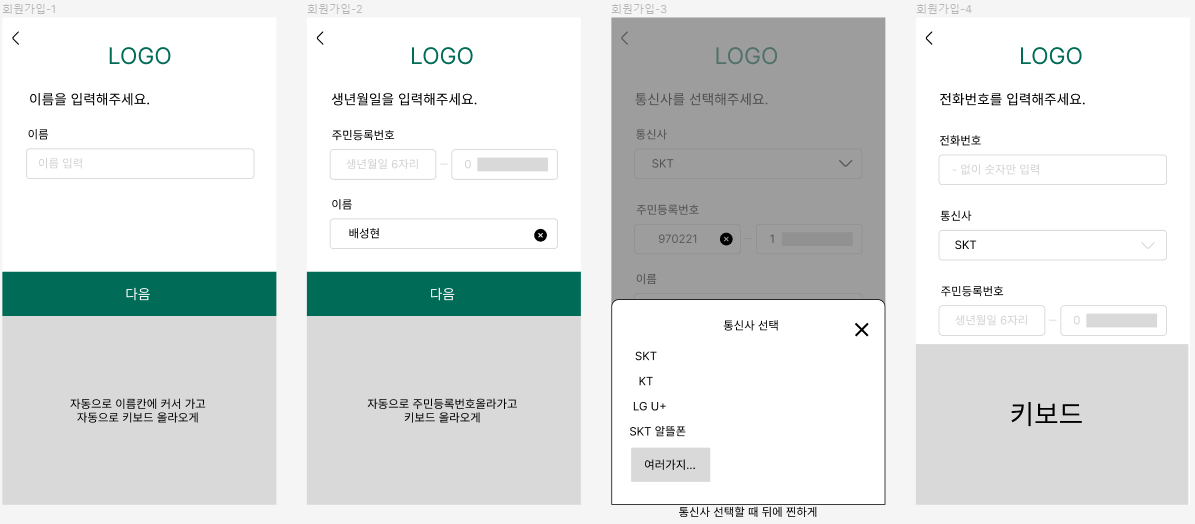 회원가입-1
LOGO
이름을 입력해주세요.
이름
이름 입력
다음
자동으로 이름칸에 커서 가고
자동으로 키보드 올라오게
회원가입-2
LOGO
생년월일을 입력해주세요.
주민등록번호
생년월일 6자리 – 0
이름
배성현
다음
자동으로 주민등록번호올라가고
키보드 올라오게
회원가입-3
LOGO
통신사를 선택해주세요.
통신사
SKT
주민등록번호
970221 – 1
이름
통신사 선택
SKT
KT
LG U+
SKT 알뜰폰
여러가지...
통신사 선택할 때 뒤에 찐하게
회원가입-4
LOGO
전화번호를 입력해주세요.
전화번호
- 없이 숫자만 입력
통신사
SKT
주민등록번호
생년월일 6자리 – 0
키보드